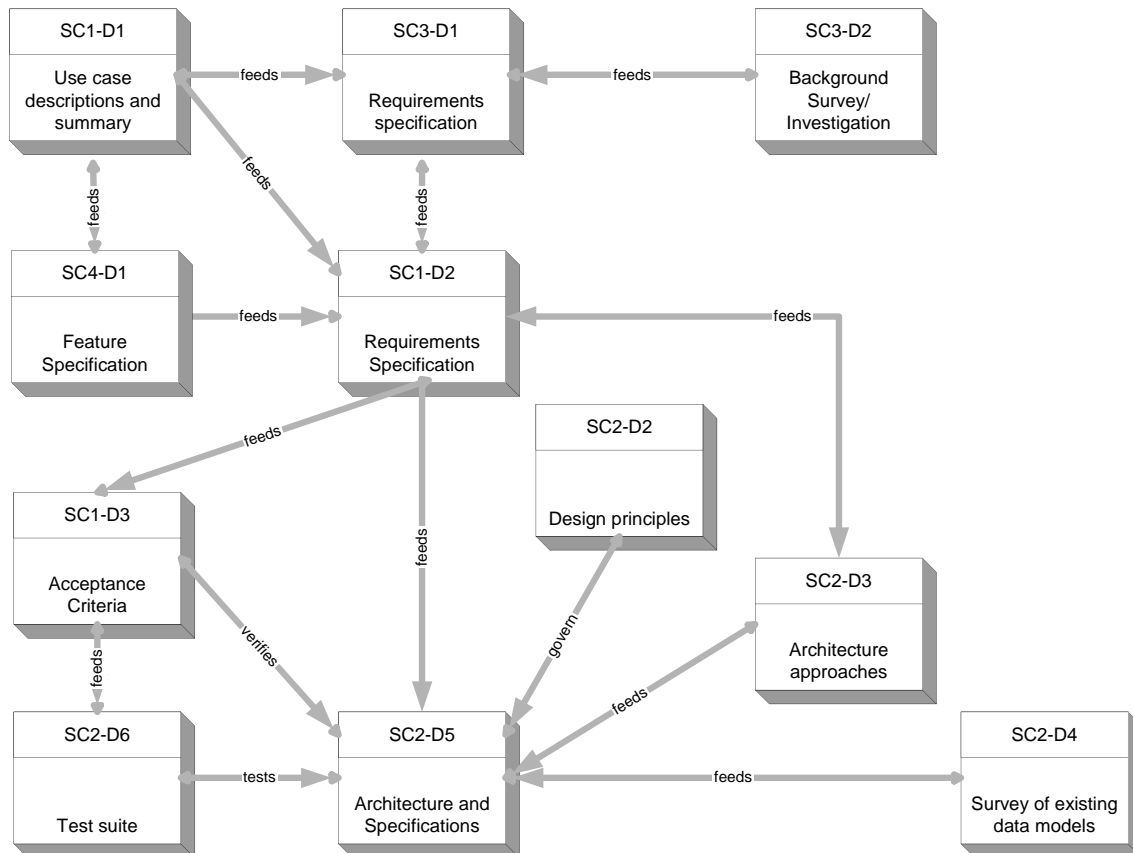 SC1-D1
SC3-D1
SC3-D2
Use case
descriptions and
summary
feeds
Requirements
specification
feeds
Background
Survey/
Investigation
feeds
feeds
feeds
SC4-D1
SC1-D2
Feature
Specification
feeds
Requirements
Specification
feeds
feeds
SC2-D2
Design principles
SC1-D3
Acceptance
Criteria
feeds
SC2-D3
Architecture
approaches
verifies
govern
feeds
feeds
SC2-D6
SC2-D5
SC2-D4
Test suite
tests
Architecture and
Specifications
feeds
Survey of existing
data models